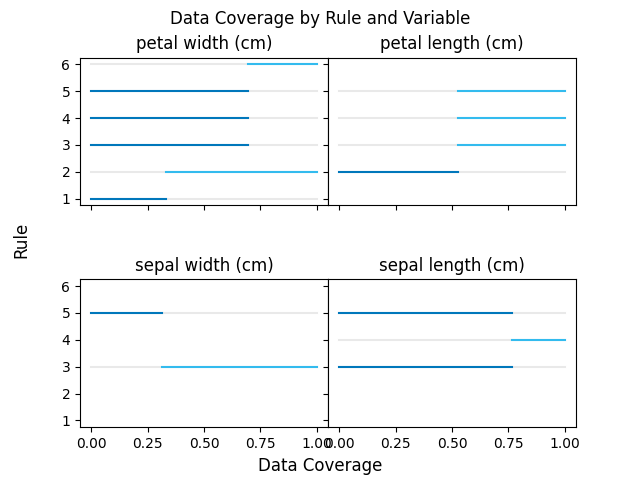 Data Coverage by Rule and Variable
petal width (cm)
petal length (cm)
6
5
4
3
2
1
Rule
sepal width (cm)
sepal length (cm)
6
5
4
3
2
1
0.00 0.25 0.50 0.75 1.00
0.00 0.25 0.50 0.75 1.00
Data Coverage